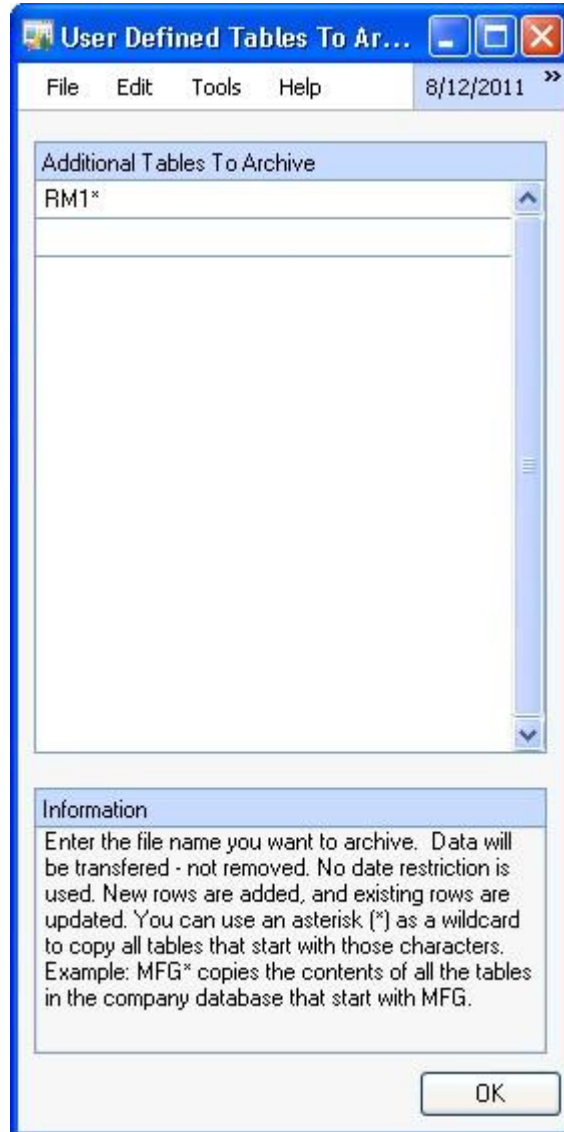 User Defined Tables To Ar...
File Edit Tools Help 8/12/2011 »
Additional Tables To Archive
RM1*
Information
Enter the file name you want to archive.  Data will
be transfered - not removed. No date restriction is
used. New rows are added, and existing rows are
updated. You can use an asterisk (*) as a wildcard
to copy all tables that start with those characters.
Example: MFG* copies the contents of all the tables
in the company database that start with MFG.
OK